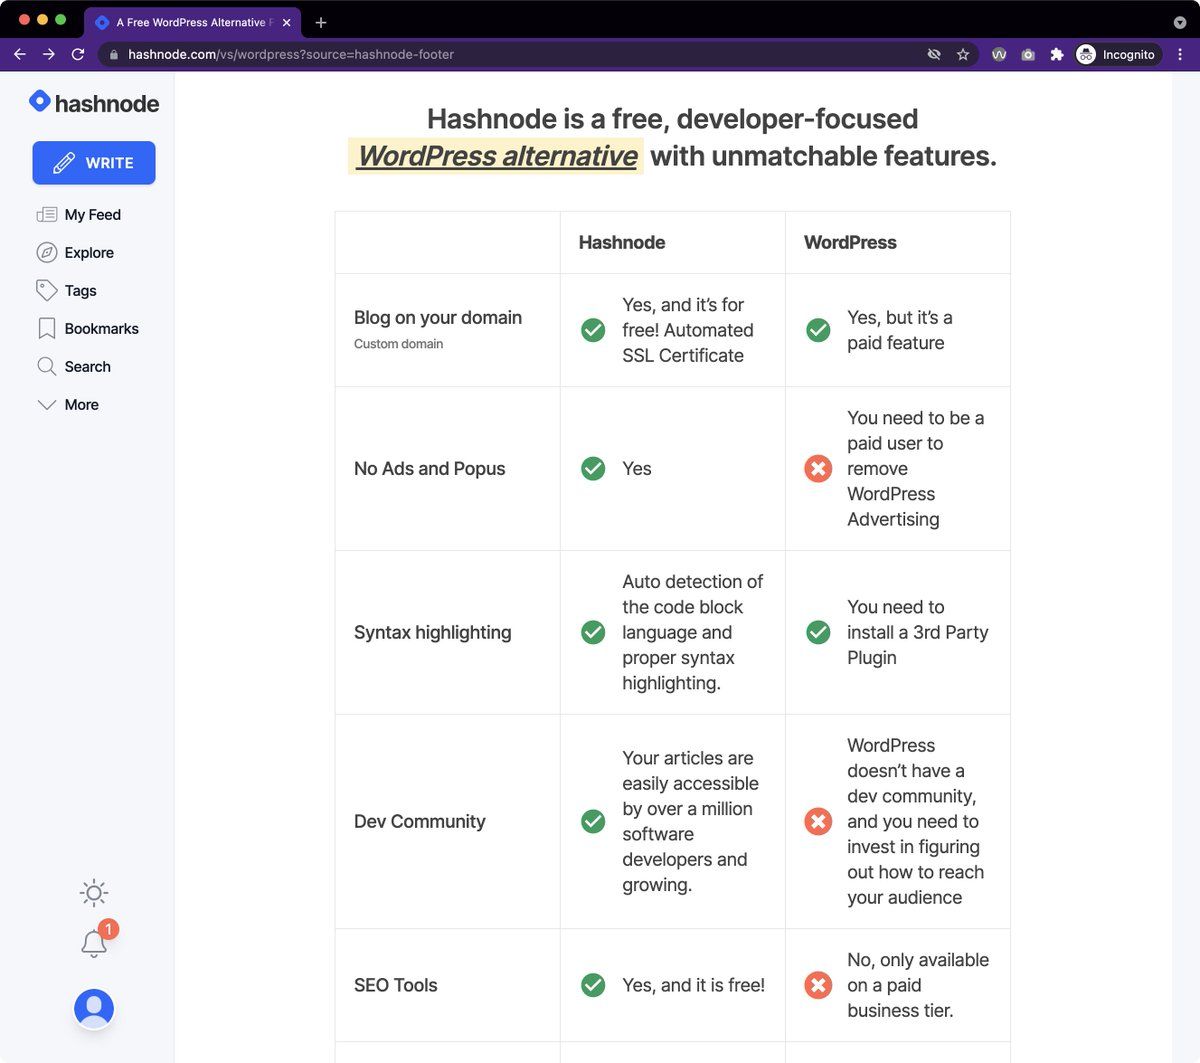 A Free WordPress Alternative F
hashnode.com/vs/wordpress?source=hashnode-footer
Incognito
hashnode
WRITE
My Feed
Explore
Tags
Bookmarks
Search
More
1
Hashnode is a free, developer-focused
WordPress alternative with unmatchable features.
Hashnode
WordPress
Blog on your domain
Custom domain
Yes, and it’s for
free! Automated
SSL Certificate
Yes, but it’s a
paid feature
No Ads and Popus
Yes
You need to be a
paid user to
remove
WordPress
Advertising
Syntax highlighting
Auto detection of
the code block
language and
proper syntax
highlighting.
You need to
install a 3rd Party
Plugin
Dev Community
Your articles are
easily accessible
by over a million
software
developers and
growing.
WordPress
doesn’t have a
dev community,
and you need to
invest in figuring
out how to reach
your audience
SEO Tools
Yes, and it is free!
No, only available
on a paid
business tier.